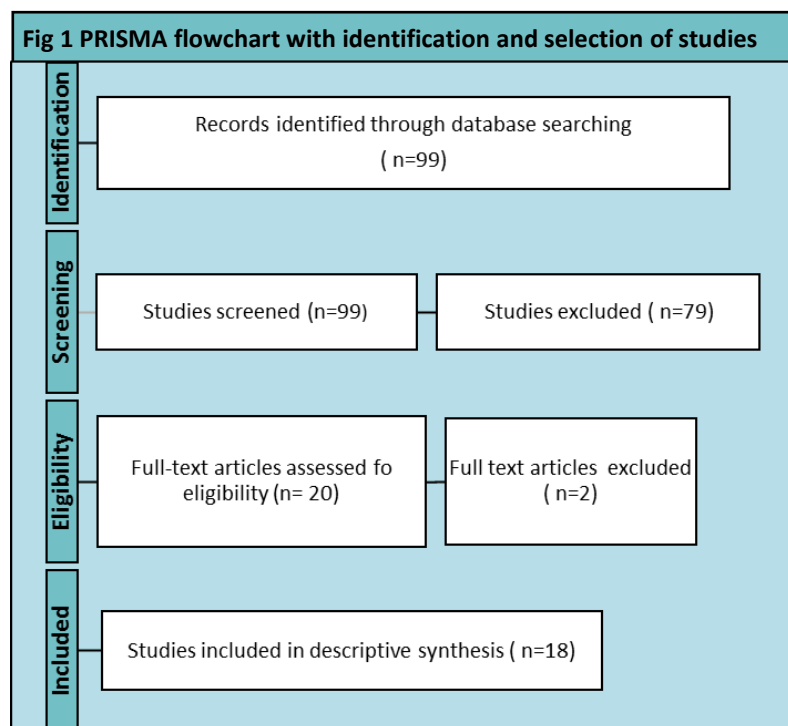 Fig 1 PRISMA flowchart with identification and selection of studies
Identification
Records identified through database searching
( n=99)
Screening
Studies screened (n=99)
Studies excluded ( n=79)
Eligibility
Full-text articles assessed fo
eligibility (n= 20)
Full text articles excluded
( n=2)
Included
Studies included in descriptive synthesis ( n=18)